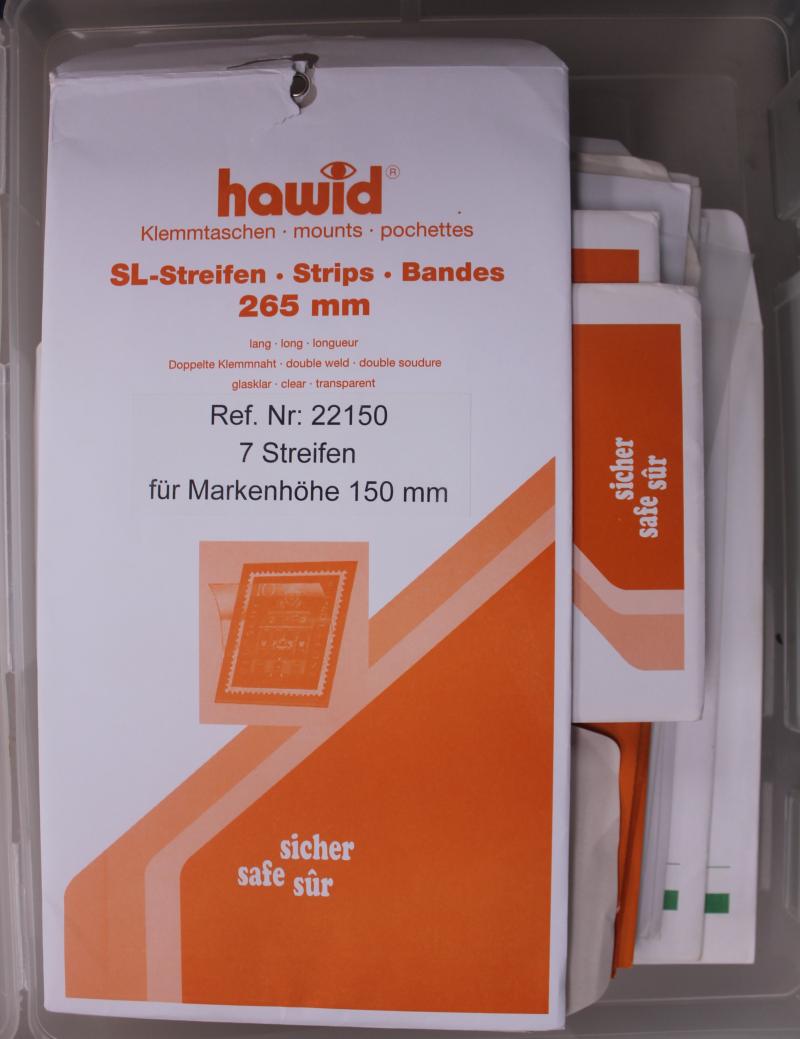 hawid®
Klemmtaschen · mounts · pochettes
SL-Streifen • Strips • Bandes
265 mm
lang · long · longueur
Doppelte Klemmnaht · double weld · double soudure
glasklar · clear · transparent
Ref. Nr: 22150
7 Streifen
für Markenhöhe 150 mm
sicher
safe sûr
sicher
safe sûr